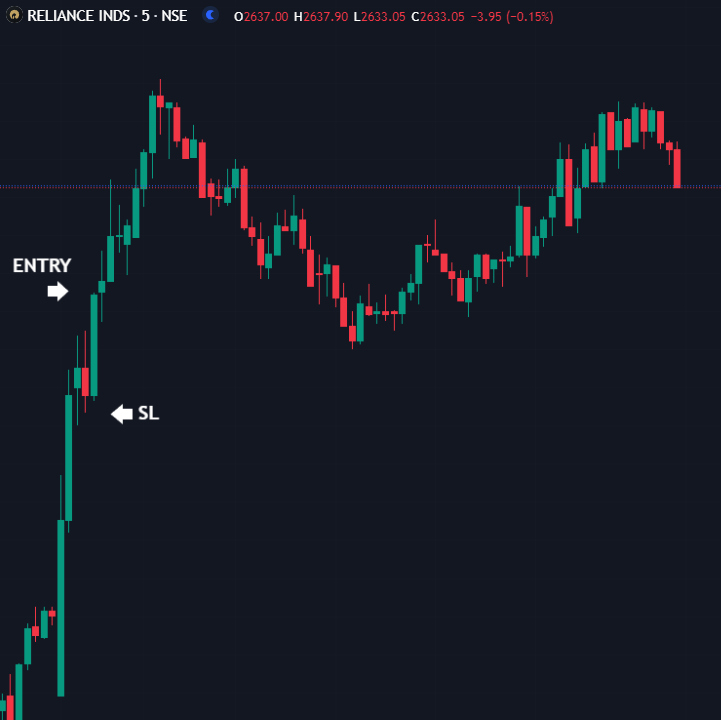 RELIANCE INDS · 5 · NSE O2637.00 H2637.90 L2633.05 C2633.05 −3.95 (−0.15%)
ENTRY
SL